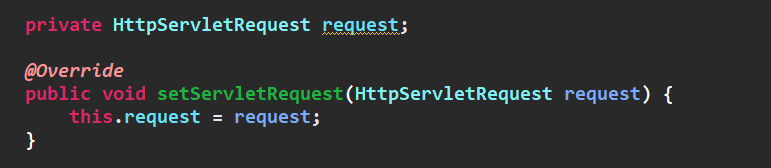 private HttpServletRequest request;
@Override
public void setServletRequest(HttpServletRequest request) {
    this.request = request;
}